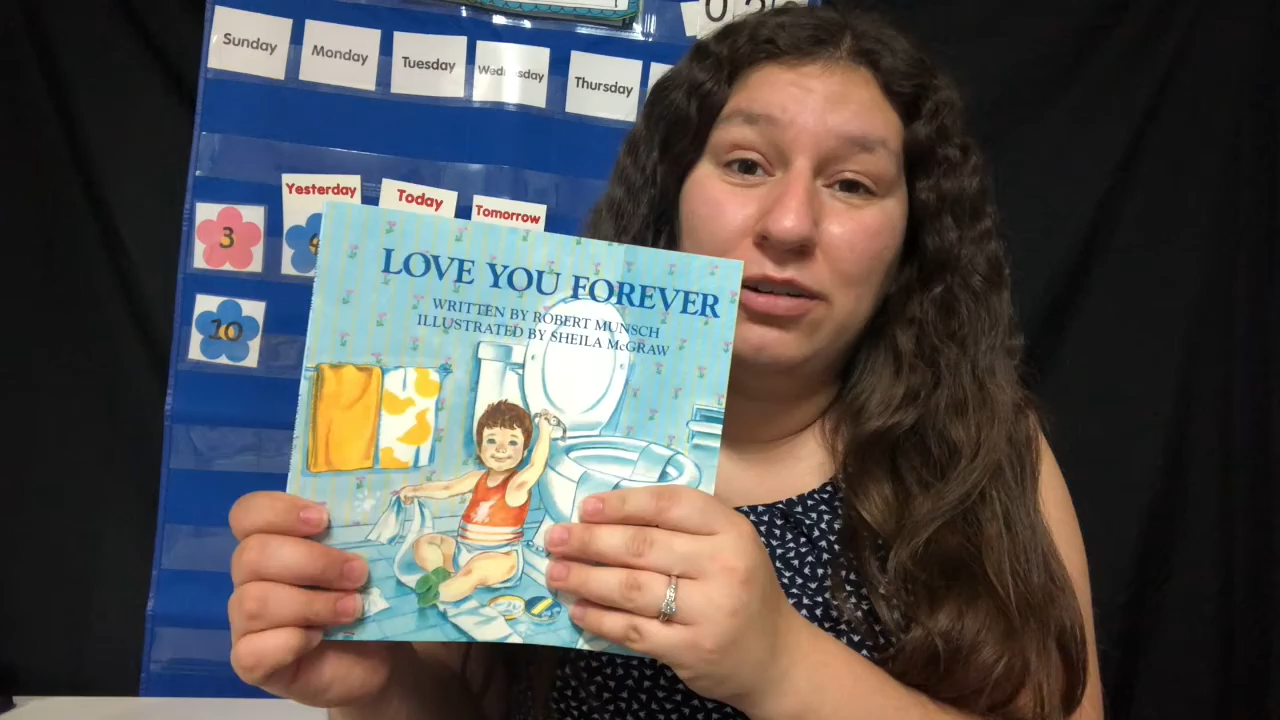 Sunday
Monday
Tuesday
Wednesday
Thursday
Yesterday
Today
Tomorrow
3
10
LOVE YOU FOREVER
WRITTEN BY ROBERT MUNSCH
ILLUSTRATED BY SHEILA McGRAW